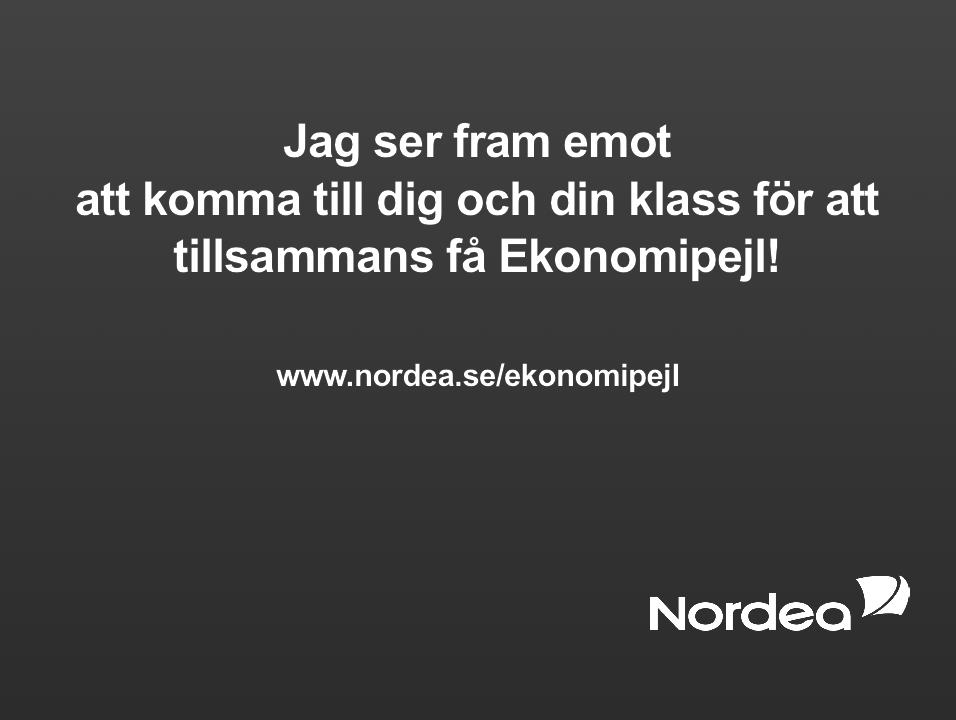 Jag ser fram emot
att komma till dig och din klass för att
tillsammans få Ekonomipejl!
www.nordea.se/ekonomipejl
Nordea